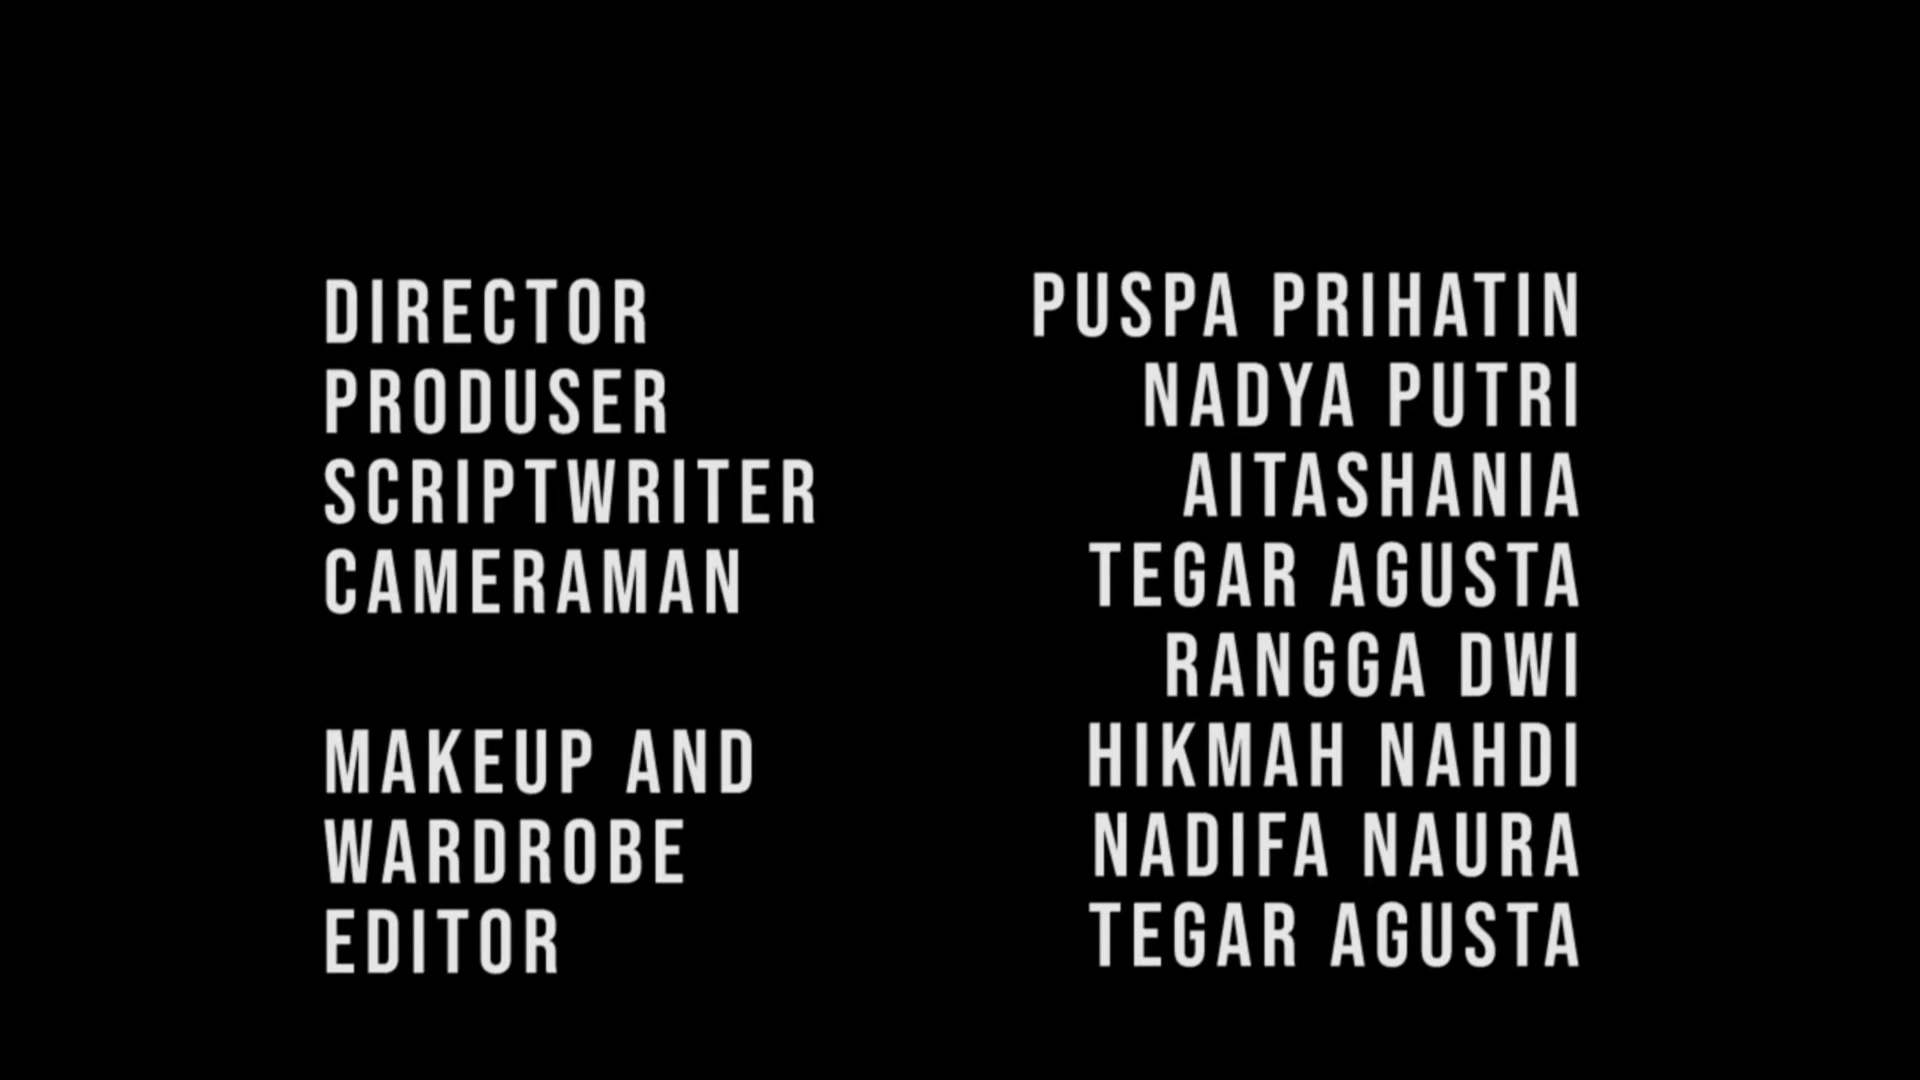 DIRECTOR PUSPA PRIHATIN
PRODUSER NADYA PUTRI
SCRIPTWRITER AITASHANIA
CAMERAMAN TEGAR AGUSTA
RANGGA DWI
MAKEUP AND HIKMAH NAHDI
WARDROBE NADIFA NAURA
EDITOR TEGAR AGUSTA